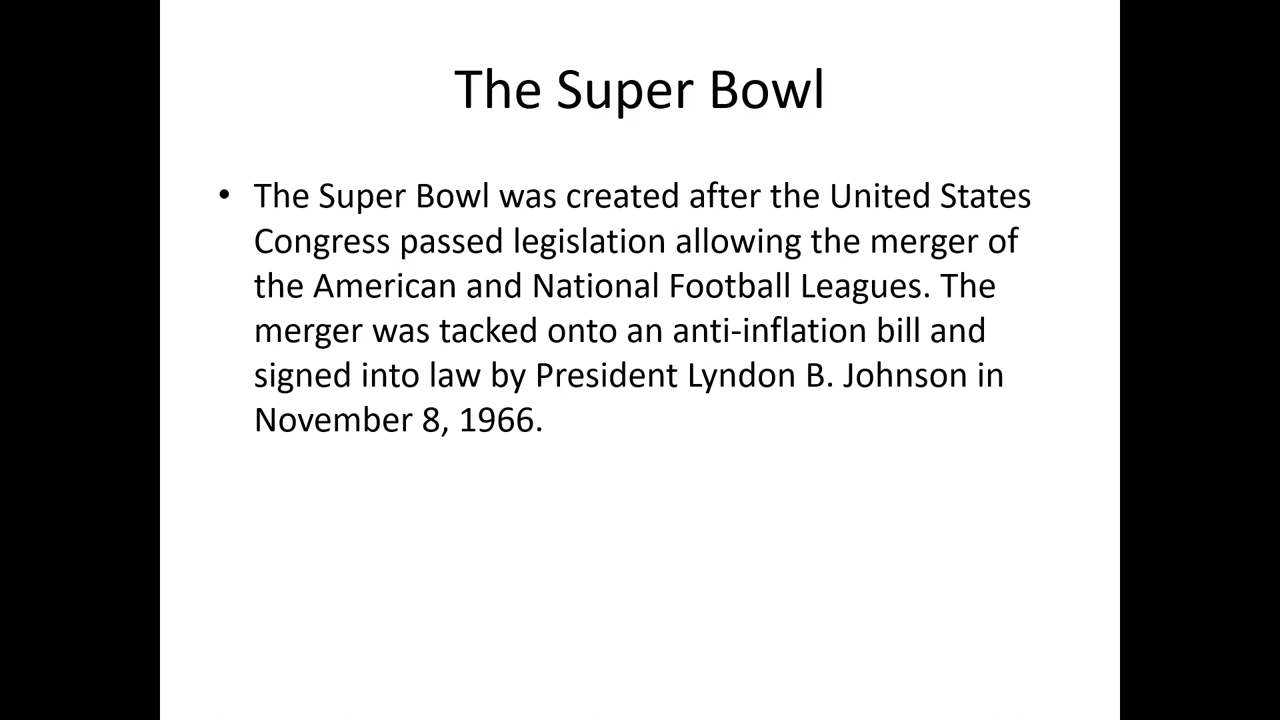 The Super Bowl
• The Super Bowl was created after the United States
Congress passed legislation allowing the merger of
the American and National Football Leagues. The
merger was tacked onto an anti-inflation bill and
signed into law by President Lyndon B. Johnson in
November 8, 1966.